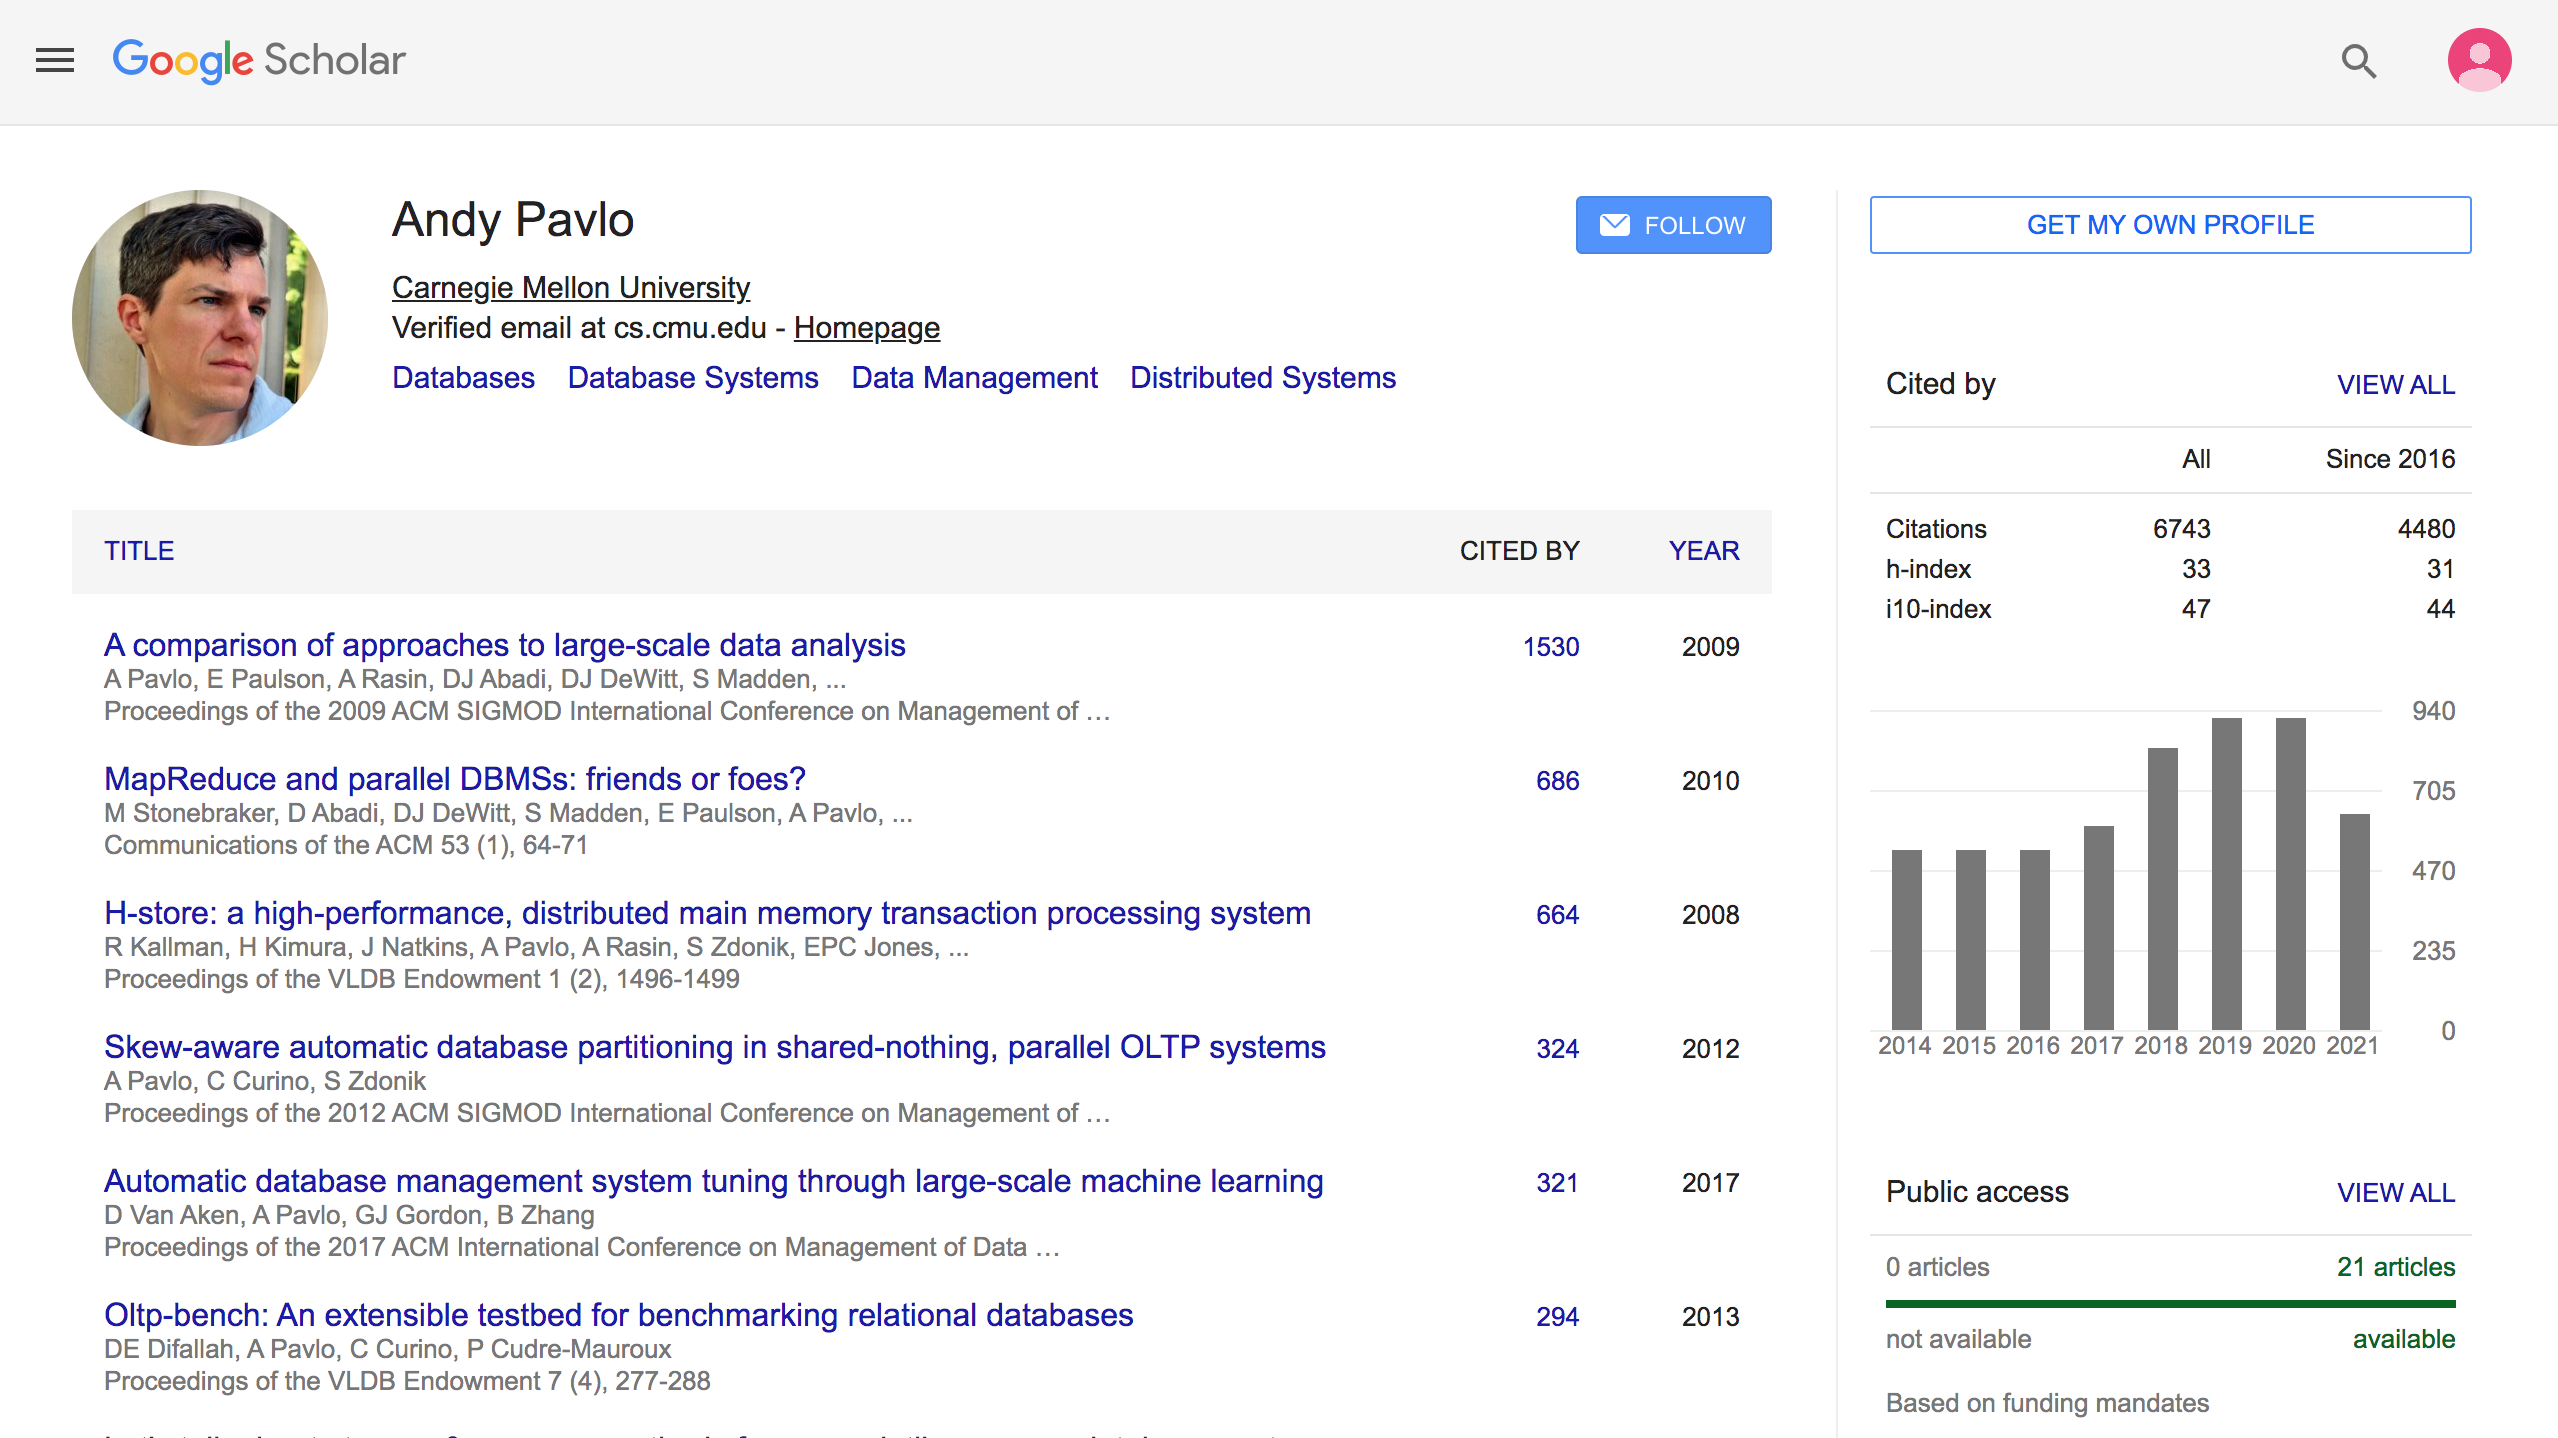 Google Scholar
Andy Pavlo
FOLLOW
Carnegie Mellon University
Verified email at cs.cmu.edu - Homepage
Databases Database Systems Data Management Distributed Systems
TITLE CITED BY YEAR
A comparison of approaches to large-scale data analysis 1530 2009
A Pavlo, E Paulson, A Rasin, DJ Abadi, DJ DeWitt, S Madden, ...
Proceedings of the 2009 ACM SIGMOD International Conference on Management of …
MapReduce and parallel DBMSs: friends or foes? 686 2010
M Stonebraker, D Abadi, DJ DeWitt, S Madden, E Paulson, A Pavlo, ...
Communications of the ACM 53 (1), 64-71
H-store: a high-performance, distributed main memory transaction processing system 664 2008
R Kallman, H Kimura, J Natkins, A Pavlo, A Rasin, S Zdonik, EPC Jones, ...
Proceedings of the VLDB Endowment 1 (2), 1496-1499
Skew-aware automatic database partitioning in shared-nothing, parallel OLTP systems 324 2012
A Pavlo, C Curino, S Zdonik
Proceedings of the 2012 ACM SIGMOD International Conference on Management of …
Automatic database management system tuning through large-scale machine learning 321 2017
D Van Aken, A Pavlo, GJ Gordon, B Zhang
Proceedings of the 2017 ACM International Conference on Management of Data …
Oltp-bench: An extensible testbed for benchmarking relational databases 294 2013
DE Difallah, A Pavlo, C Curino, P Cudre-Mauroux
Proceedings of the VLDB Endowment 7 (4), 277-288
GET MY OWN PROFILE
Cited by VIEW ALL
All Since 2016
Citations 6743 4480
h-index 33 31
i10-index 47 44
940
705
470
235
0
2014 2015 2016 2017 2018 2019 2020 2021
Public access VIEW ALL
0 articles 21 articles
not available available
Based on funding mandates